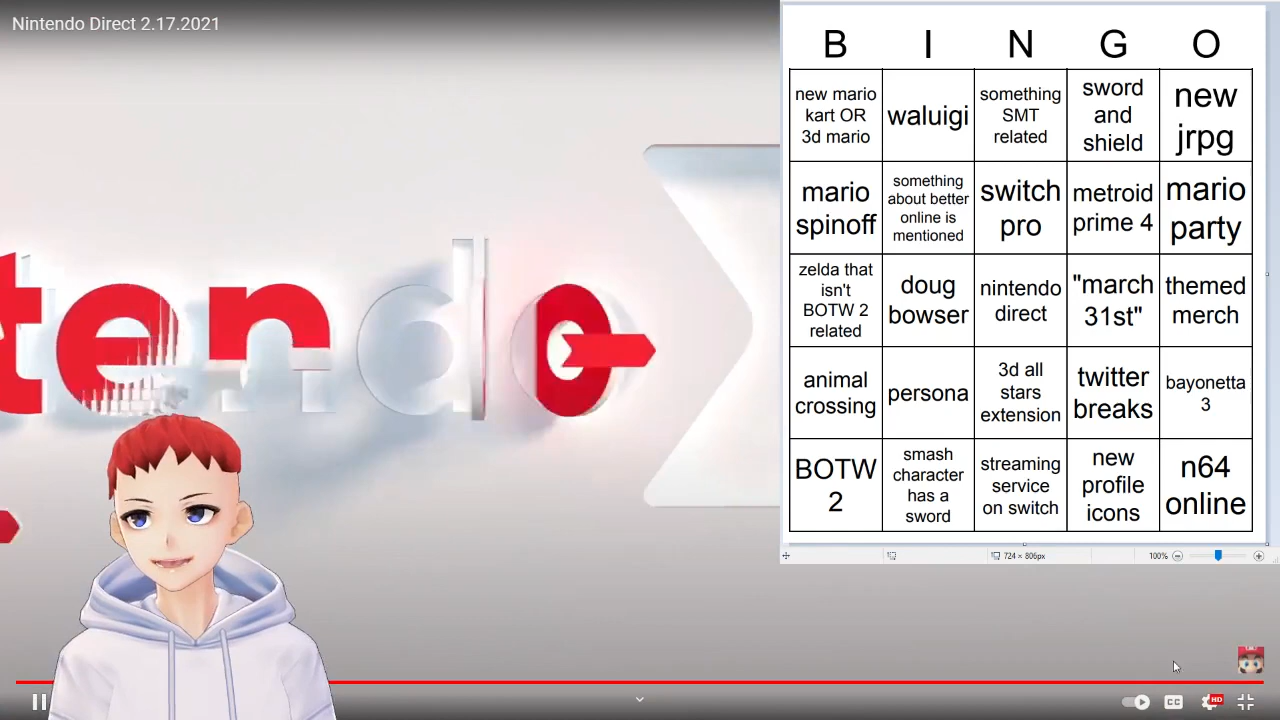 Nintendo Direct 2.17.2021
tendo
B I N G O
new mario
kart OR
3d mario
waluigi
something
SMT
related
sword
and
shield
new
jrpg
mario
spinoff
something
about better
online is
mentioned
switch
pro
metroid
prime 4
mario
party
zelda that
isn't
BOTW 2
related
doug
bowser
nintendo
direct
"march
31st"
themed
merch
animal
crossing
persona
3d all
stars
extension
twitter
breaks
bayonetta
3
BOTW
2
smash
character
has a
sword
streaming
service
on switch
new
profile
icons
n64
online
724 × 806px
100%
CC
HD